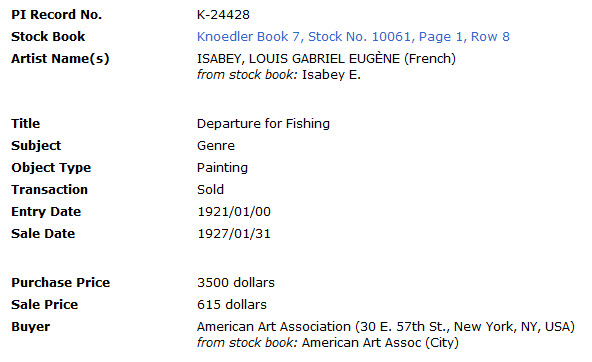 PI Record No. K-24428
Stock Book Knoedler Book 7, Stock No. 10061, Page 1, Row 8
Artist Name(s) ISABEY, LOUIS GABRIEL EUGÈNE (French)
from stock book: Isabey E.
Title Departure for Fishing
Subject Genre
Object Type Painting
Transaction Sold
Entry Date 1921/01/00
Sale Date 1927/01/31
Purchase Price 3500 dollars
Sale Price 615 dollars
Buyer American Art Association (30 E. 57th St., New York, NY, USA)
from stock book: American Art Assoc (City)